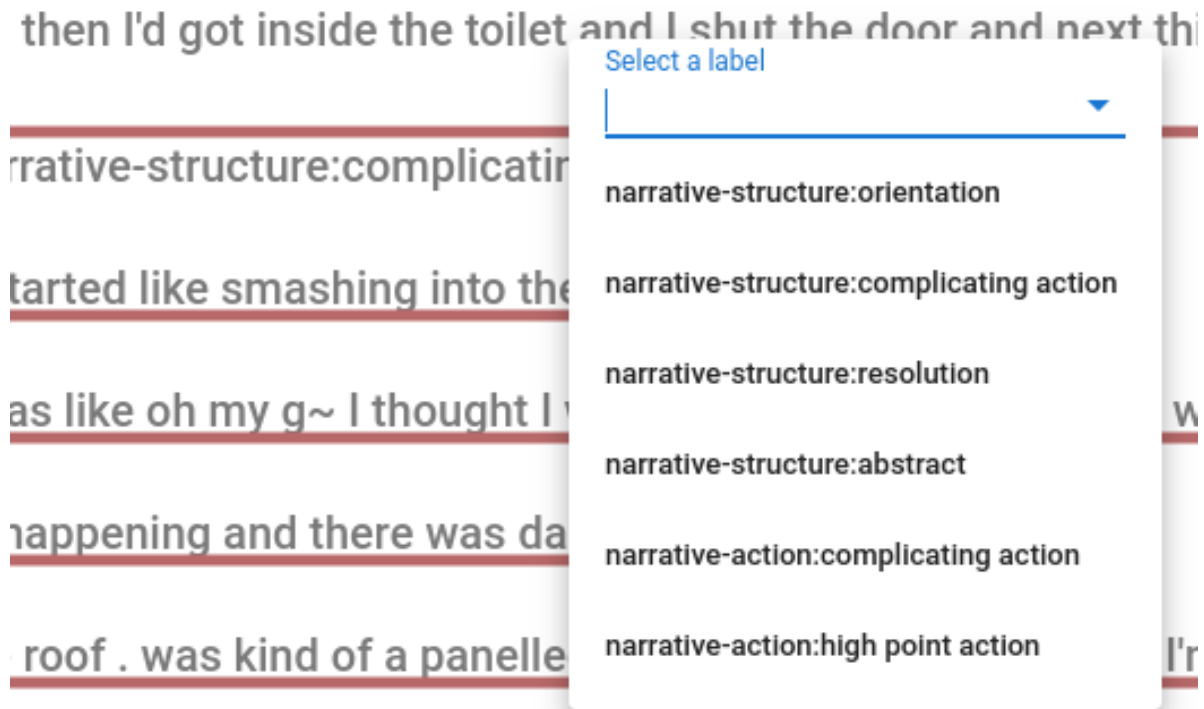 then I'd got inside the toilet and I shut the door and next thi
Select a label
rrative-structure:complicatin
narrative-structure:orientation
tarted like smashing into the
narrative-structure:complicating action
narrative-structure:resolution
as like oh my g~ I thought I w
narrative-structure:abstract
happening and there was da
narrative-action:complicating action
roof . was kind of a panelle I'r
narrative-action:high point action